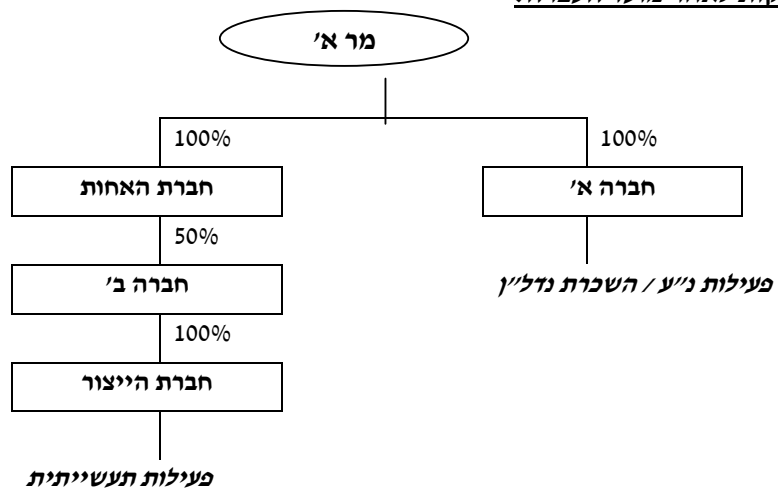 מר א'
100%
100%
חברת האחות
חברה א'
50%
חברה ב'
פעילות נ"ע / השכרת נדל"ן
100%
חברת הייצור
פעילות תעשייתית